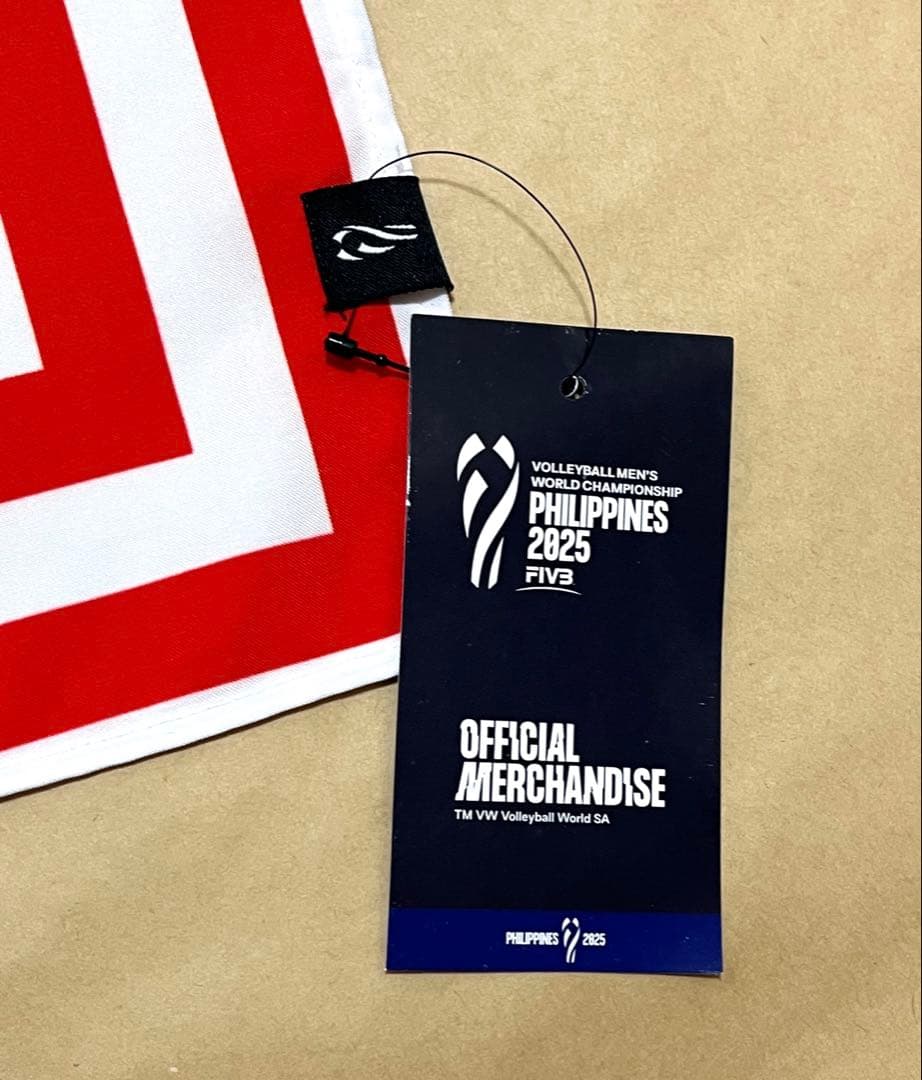 VOLLEYBALL MEN'S
WORLD CHAMPIONSHIP
PHILIPPINES
2025
FIVB
OFFICIAL
MERCHANDISE
TM VW Volleyball World SA
PHILIPPINES 2025